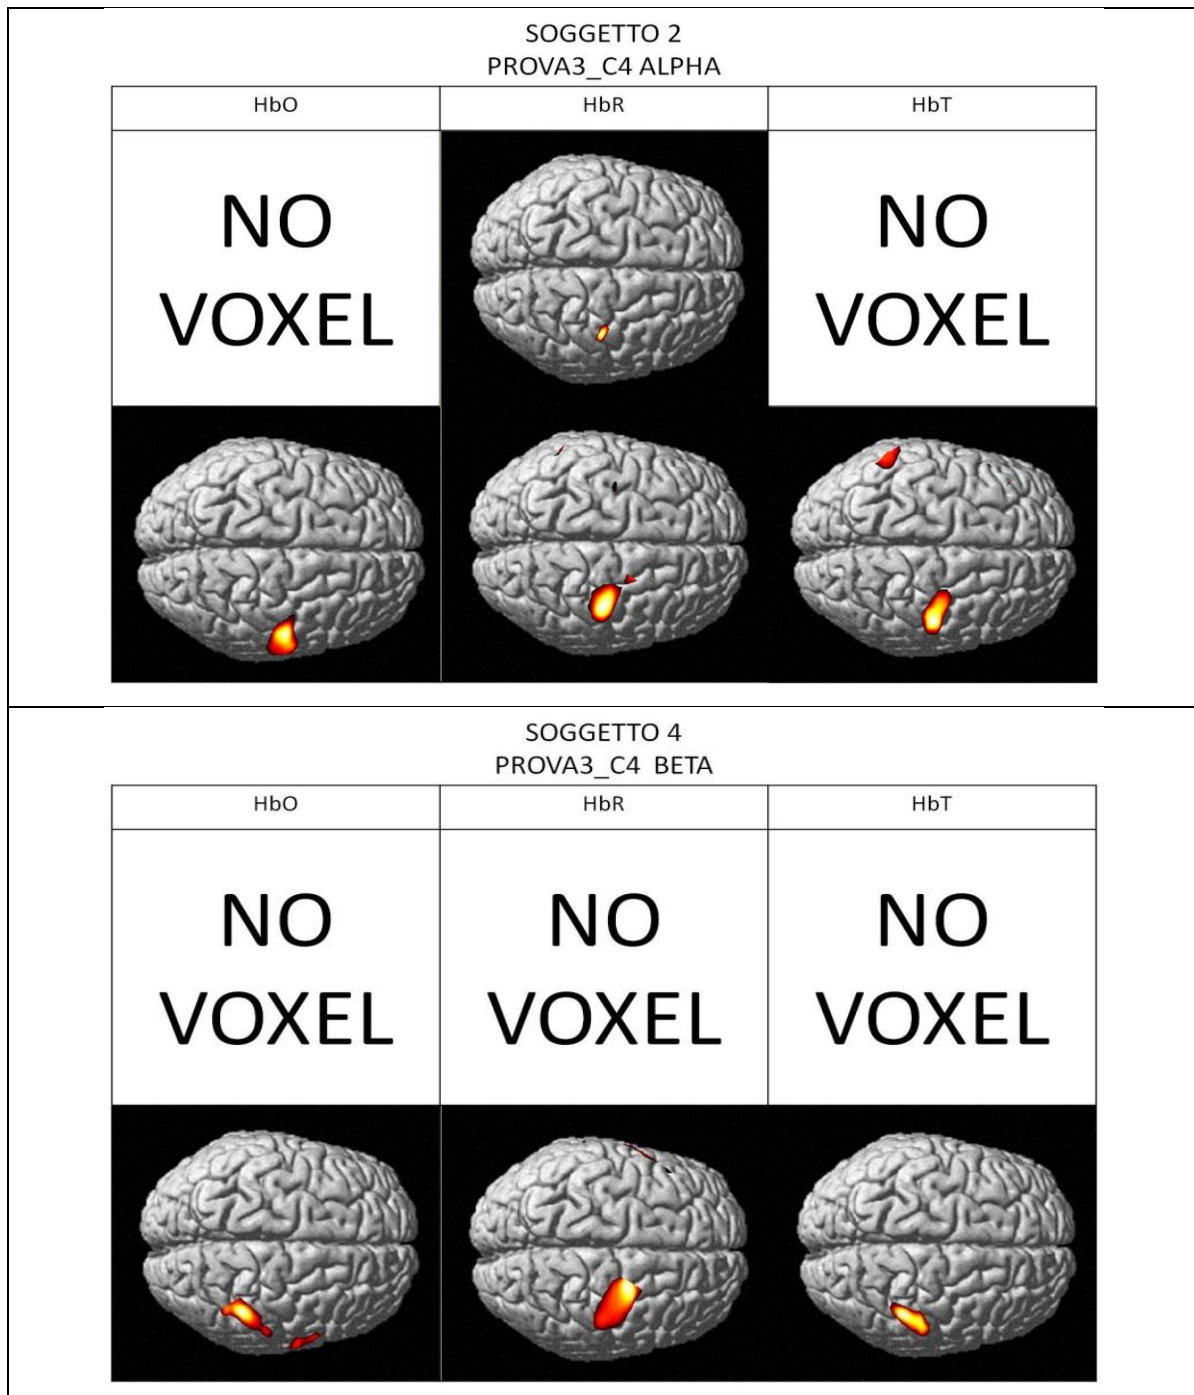 SOGGETTO 2
PROVA3_C4 ALPHA
HbO HbR HbT
NO
VOXEL
NO
VOXEL
SOGGETTO 4
PROVA3_C4 BETA
HbO HbR HbT
NO
VOXEL
NO
VOXEL
NO
VOXEL